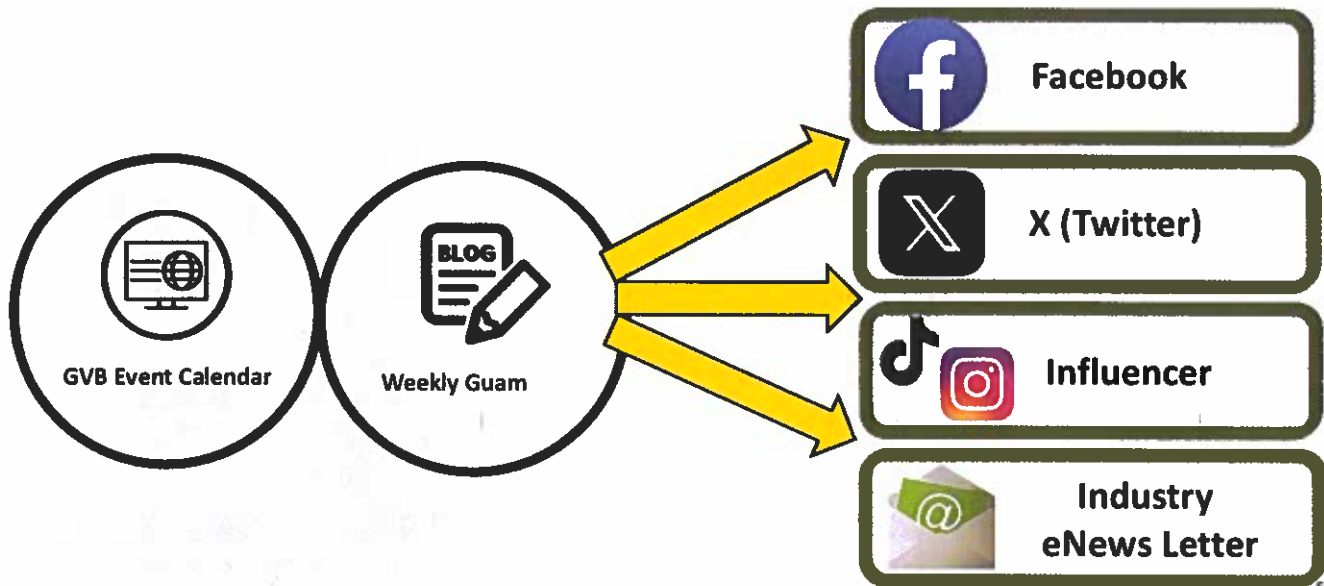 GVB Event Calendar
BLOG
Weekly Guam
Facebook
X (Twitter)
Influencer
Industry
eNews Letter